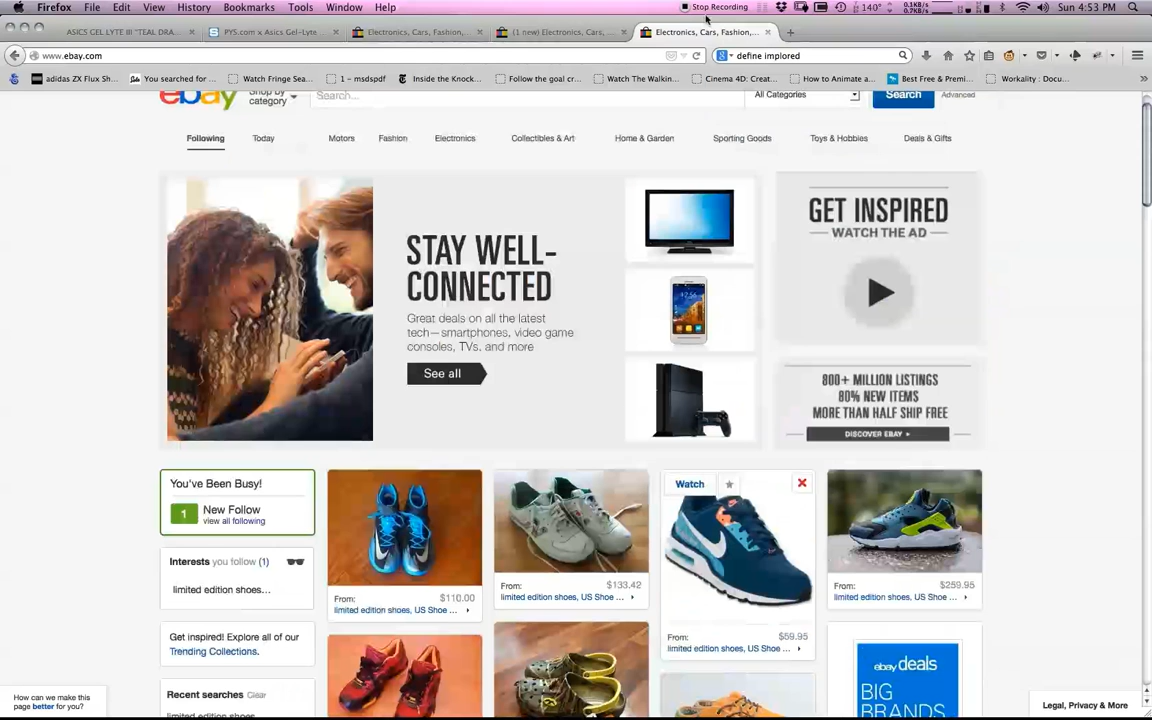 Firefox File Edit View History Bookmarks Tools Window Help Stop Recording 140° 0.1KB/s 0.7KB/s Sun 4:53 PM
ASICS GEL LYTE III "TEAL DRA... PYS.com x Asics Gel-Lyte ... Electronics, Cars, Fashion,... (1 new) Electronics, Cars, ... Electronics, Cars, Fashion,...
www.ebay.com define implored
adidas ZX Flux Sh... You searched for ... Watch Fringe Sea... 1 – msdspdf Inside the Knock... Follow the goal cr... Watch The Walkin... Cinema 4D: Creat... How to Animate a... Best Free & Premi... Workality : Docu...
ebay Shop by category Search... All Categories Search Advanced
Following Today Motors Fashion Electronics Collectibles & Art Home & Garden Sporting Goods Toys & Hobbies Deals & Gifts
STAY WELL-
CONNECTED
Great deals on all the latest
tech—smartphones, video game
consoles, TVs. and more
See all
GET INSPIRED
WATCH THE AD
800+ MILLION LISTINGS
80% NEW ITEMS
MORE THAN HALF SHIP FREE
DISCOVER EBAY
You've Been Busy!
1 New Follow
view all following
Interests you follow (1)
limited edition shoes...
Get inspired! Explore all of our
Trending Collections.
Recent searches Clear
limited edition shoes
From: $110.00
limited edition shoes, US Shoe ...
From: $133.42
limited edition shoes, US Shoe ...
Watch
From: $59.95
limited edition shoes, US Shoe ...
From: $259.95
limited edition shoes, US Shoe ...
ebay deals
BIG
BRANDS
How can we make this
page better for you?
Legal, Privacy & More